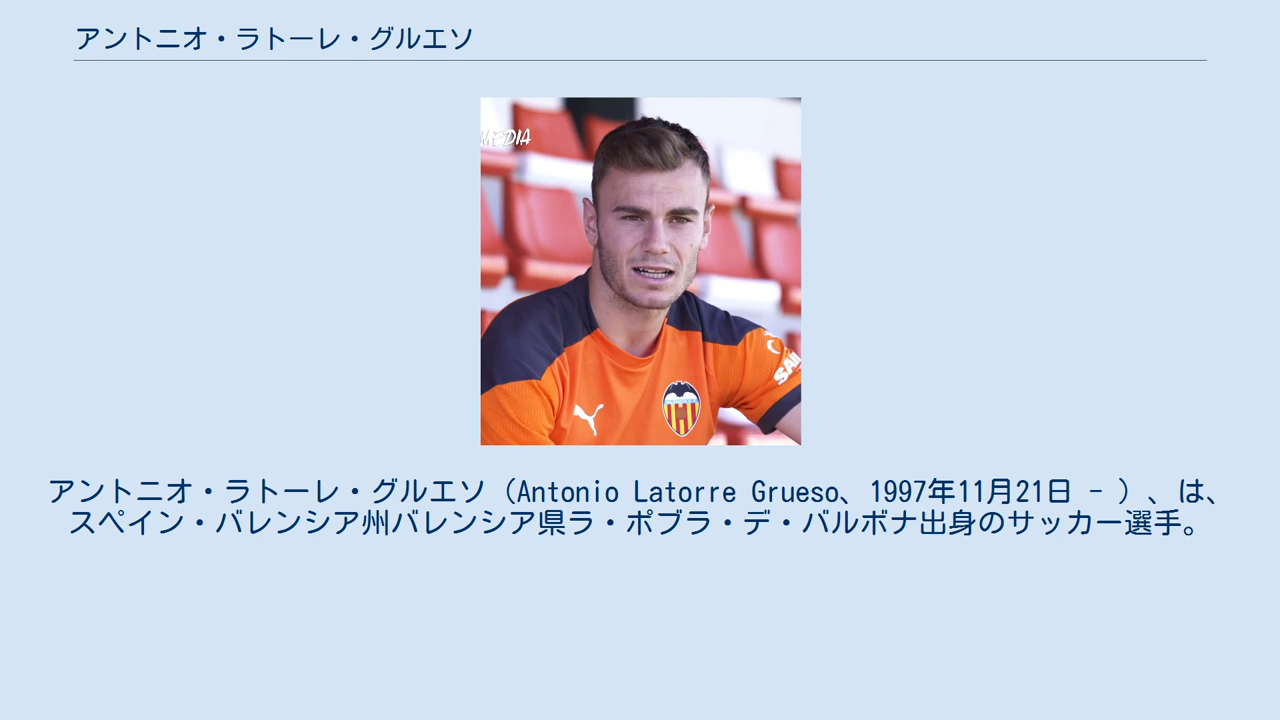 アントニオ・ラトーレ・グルエソ
MEDIA
SAIL
アントニオ・ラトーレ・グルエソ（Antonio Latorre Grueso、1997年11月21日 - ）、は、
スペイン・バレンシア州バレンシア県ラ・ポブラ・デ・バルボナ出身のサッカー選手。